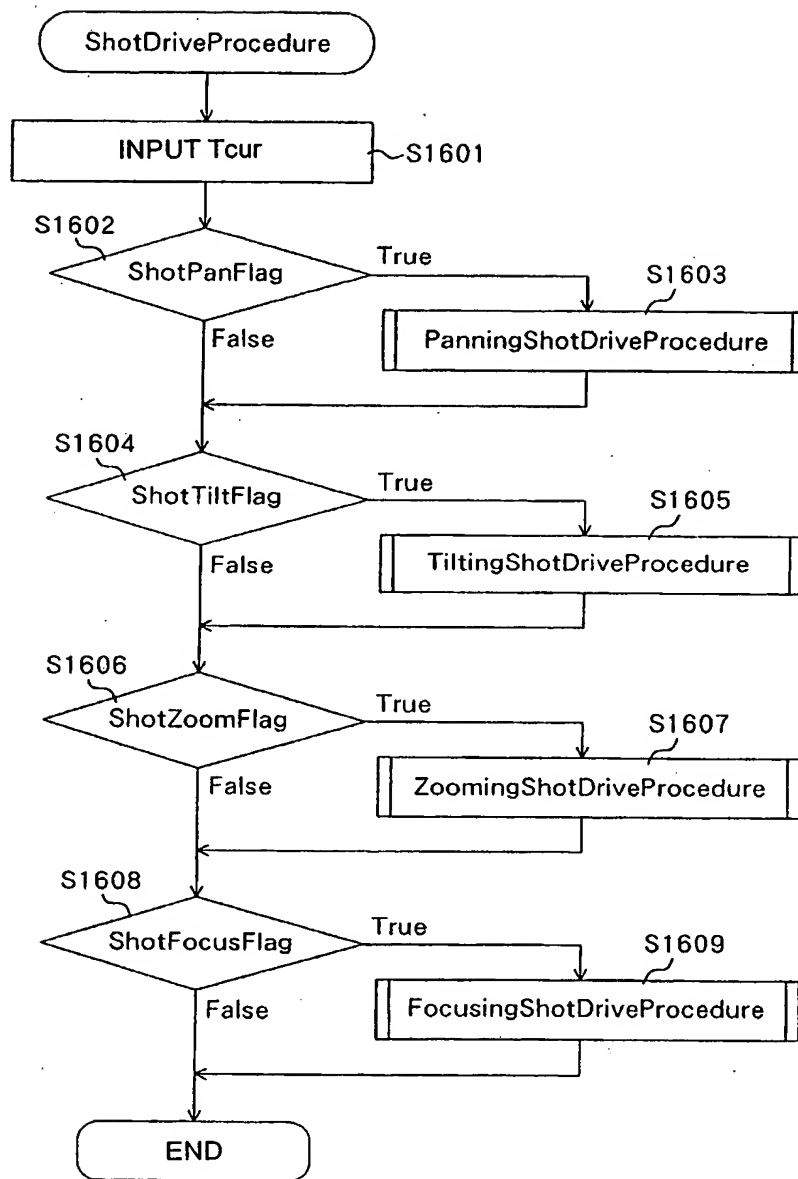 ShotDriveProcedure
INPUT Tcur
S1601
S1602
ShotPanFlag
True
S1603
PanningShotDriveProcedure
False
S1604
ShotTiltFlag
True
S1605
TiltingShotDriveProcedure
False
S1606
ShotZoomFlag
True
S1607
ZoomingShotDriveProcedure
False
S1608
ShotFocusFlag
True
S1609
FocusingShotDriveProcedure
False
END